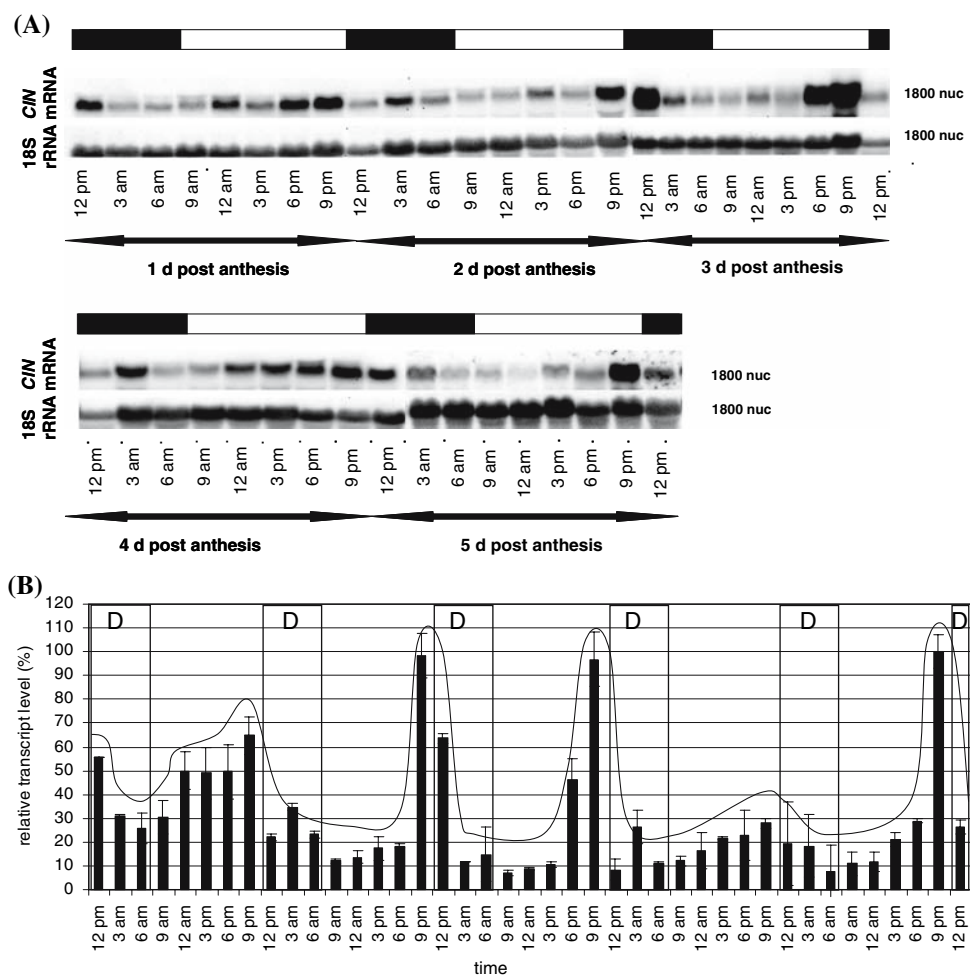 (A)
CIN
mRNA
18S
rRNA
1800 nuc
1800 nuc
12 pm 3 am 6 am 9 am 12 am 3 pm 6 pm 9 pm 12 pm 3 am 6 am 9 am 12 am 3 pm 6 pm 9 pm 12 pm 3 am 6 am 9 am 12 am 3 pm 6 pm 9 pm 12 pm
1 d post anthesis 2 d post anthesis 3 d post anthesis
CIN
mRNA
18S
rRNA
1800 nuc
1800 nuc
12 pm 3 am 6 am 9 am 12 am 3 pm 6 pm 9 pm 12 pm 3 am 6 am 9 am 12 am 3 pm 6 pm 9 pm 12 pm
4 d post anthesis 5 d post anthesis
(B)
relative transcript level (%)
120
110
100
90
80
70
60
50
40
30
20
10
0
D D D D D D
12 pm 3 am 6 am 9 am 12 am 3 pm 6 pm 9 pm 12 pm 3 am 6 am 9 am 12 am 3 pm 6 pm 9 pm 12 pm 3 am 6 am 9 am 12 am 3 pm 6 pm 9 pm 12 pm 3 am 6 am 9 am 12 am 3 pm 6 pm 9 pm 12 pm 3 am 6 am 9 am 12 am 3 pm 6 pm 9 pm 12 pm
time